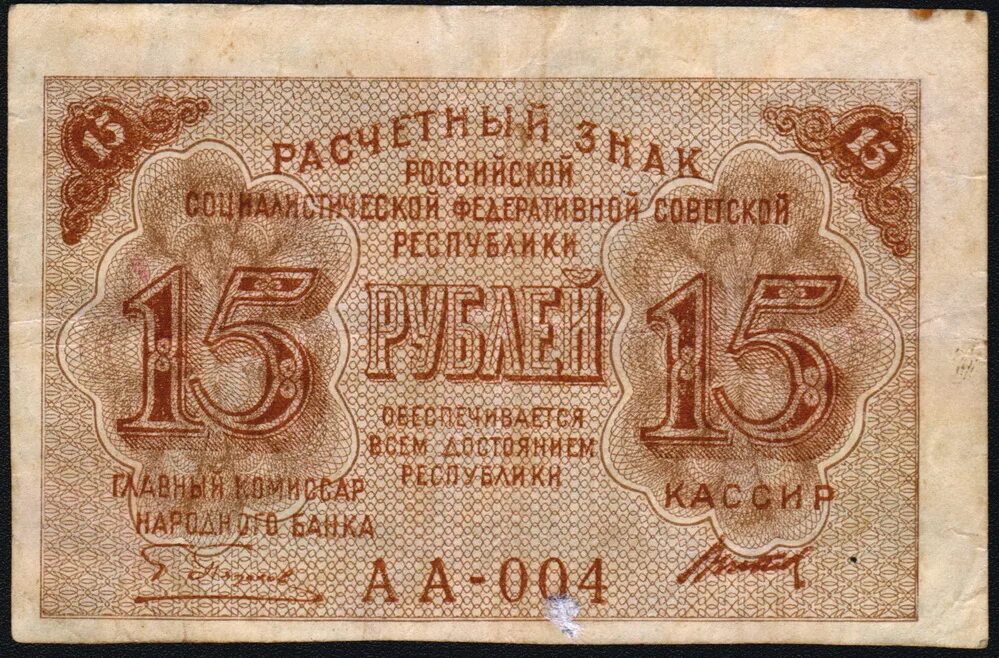 15
15
РАСЧЕТНЫЙ ЗНАК
РОССИЙСКОЙ
СОЦИАЛИСТИЧЕСКОЙ ФЕДЕРАТИВНОЙ СОВЕТСКОЙ
РЕСПУБЛИКИ
15
РУБЛЕЙ
15
ОБЕСПЕЧИВАЕТСЯ
ВСЕМ ДОСТОЯНИЕМ
РЕСПУБЛИКИ
ГЛАВНЫЙ КОМИССАР
НАРОДНОГО БАНКА
КАССИР
АА-004